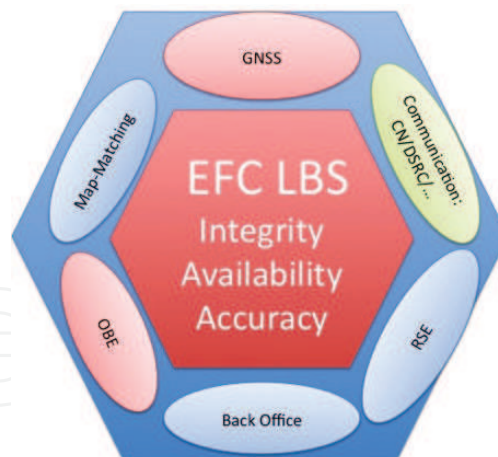 GNSS
Communication:
CN/DSRC/...
Map-Matching
EFC LBS
Integrity
Availability
Accuracy
OBE
RSE
Back Office